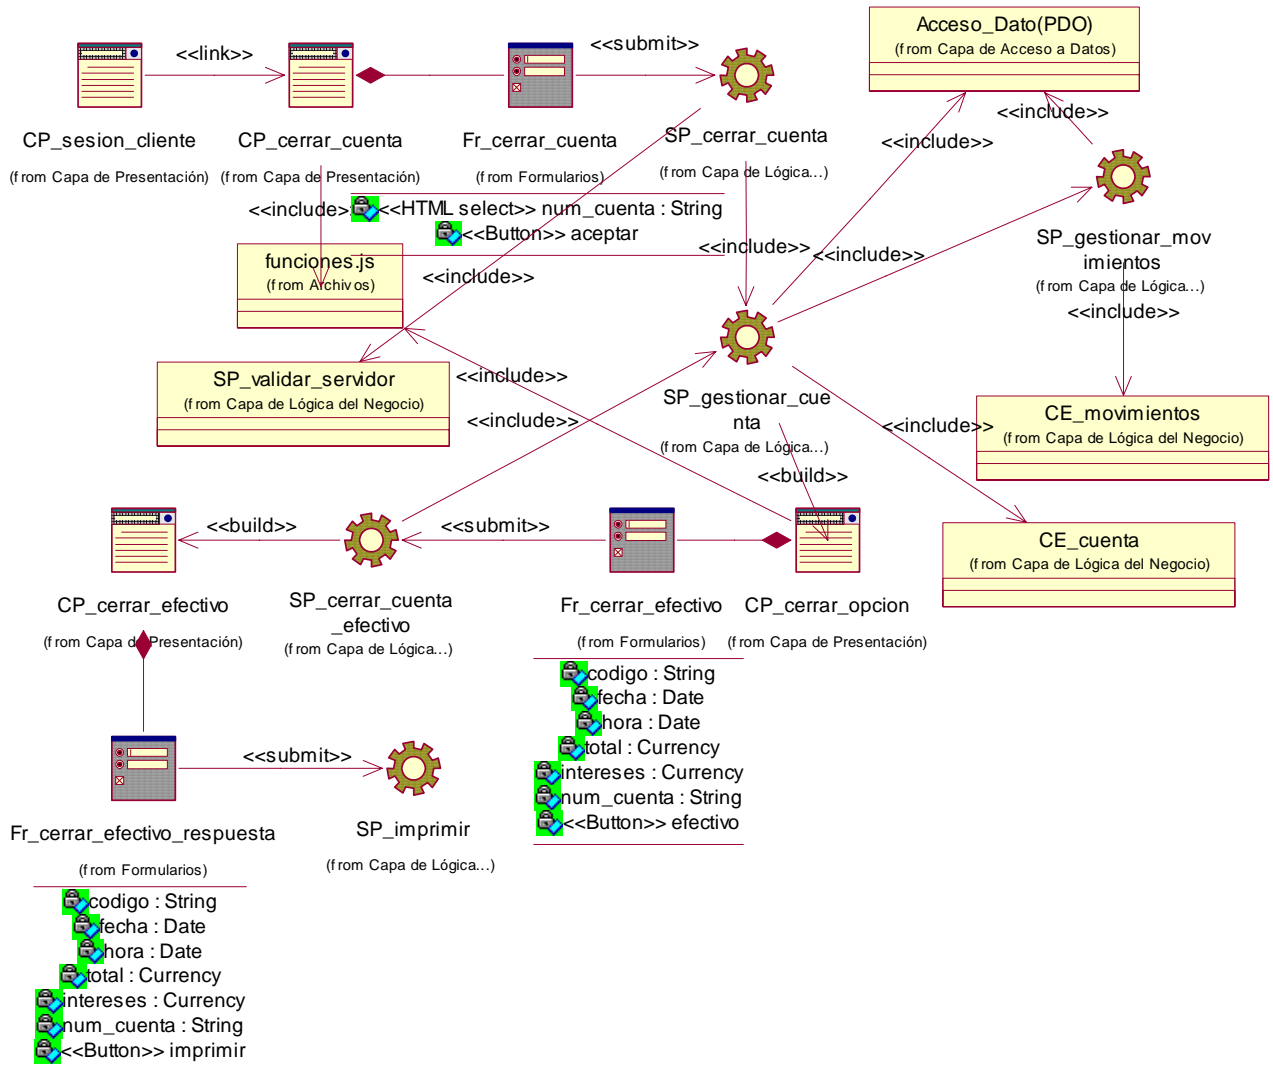 Acceso_Dato(PDO)
(from Capa de Acceso a Datos)
<<link>>
<<submit>>
<<include>>
<<include>>
CP_sesion_cliente
(from Capa de Presentación)
CP_cerrar_cuenta
(from Capa de Presentación)
Fr_cerrar_cuenta
(from Formularios)
SP_cerrar_cuenta
(from Capa de Lógica...)
<<include>
<<HTML select>> num_cuenta : String
<<Button>> aceptar
SP_gestionar_mov
imientos
(from Capa de Lógica...)
<<include>>
<<include>>
<<include>>
<<include>>
funciones.js
(from Archivos)
SP_validar_servidor
(from Capa de Lógica del Negocio)
<<include>>
<<include>>
SP_gestionar_cue
nta
(from Capa de Lógica...)
<<include>>
CE_movimientos
(from Capa de Lógica del Negocio)
<<build>>
<<build>>
<<submit>>
CE_cuenta
(from Capa de Lógica del Negocio)
CP_cerrar_efectivo
(from Capa de Presentación)
SP_cerrar_cuenta
_efectivo
(from Capa de Lógica...)
Fr_cerrar_efectivo
(from Formularios)
CP_cerrar_opcion
(from Capa de Presentación)
codigo : String
fecha : Date
hora : Date
total : Currency
intereses : Currency
num_cuenta : String
<<Button>> efectivo
<<submit>>
Fr_cerrar_efectivo_respuesta
(from Formularios)
SP_imprimir
(from Capa de Lógica...)
codigo : String
fecha : Date
hora : Date
total : Currency
intereses : Currency
num_cuenta : String
<<Button>> imprimir